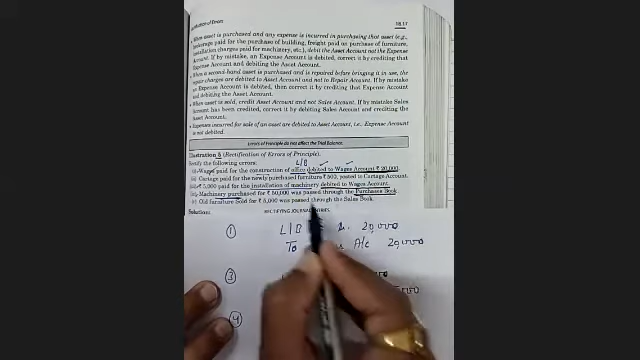 Rectification of Errors 18.17
When asset is purchased and any expense is incurred in purchasing that asset (e.g.,
brokerage paid for the purchase of building, freight paid on purchase of furniture,
installation charges paid for machinery, etc.), debit the Asset Account not the Expense
Account. If by mistake, an Expense Account is debited, correct it by crediting that
Expense Account and debiting the Asset Account.
When a second hand asset is purchased and is repaired before bringing it in use, the
repair charges are debited to Asset Account and not to Repair Account. If by mistake
an Expense Account is debited, then correct it by crediting that Expense Account
and debiting the Asset Account.
When asset is sold, credit Asset Account and not Sales Account. If by mistake Sales
Account has been credited, correct it by debiting Sales Account and crediting the
Asset Account.
Expenses incurred for sale of an asset are debited to Asset Account, i.e. Expense Account
is not debited.
Errors of Principle do not affect the Trial Balance.
Illustration 5 (Rectification of Errors of Principle).
L/B
Rectify the following errors:
(i) Wages paid for the construction of office debited to Wages Account ₹ 20,000.
(ii) Cartage paid for the newly purchased furniture ₹ 500, posted to Cartage Account.
(iii) ₹ 5,000 paid for the installation of machinery debited to Wages Account.
(iv) Machinery purchased for ₹ 50,000 was passed through the Purchases Book.
(v) Old furniture Sold for ₹ 5,000 was passed through the Sales Book.
Solution:
① L/B 20,000
To A/c 20,000
③
④